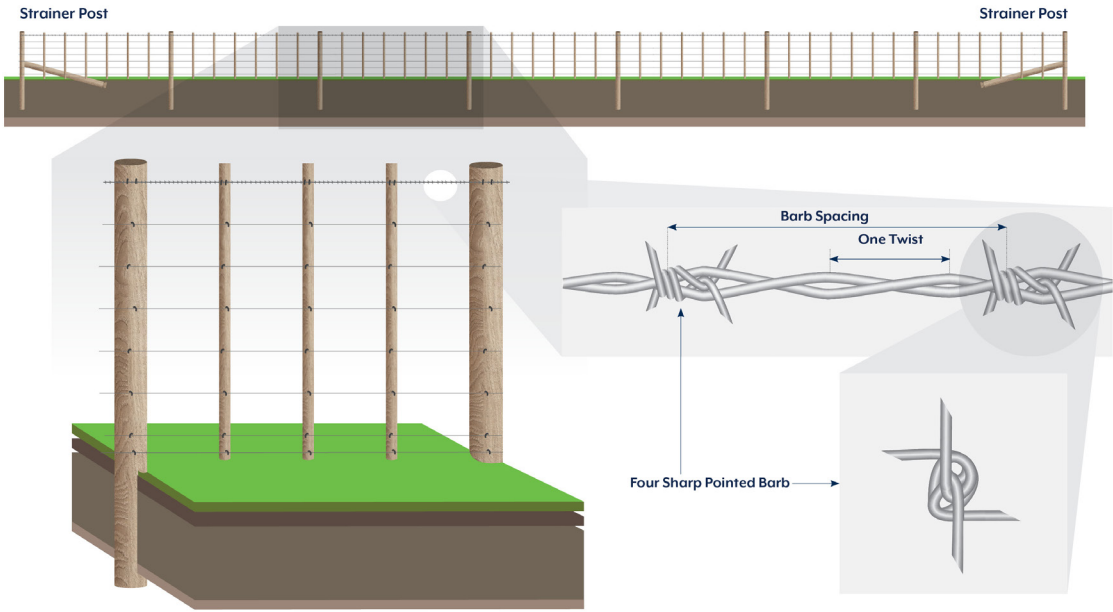 Strainer Post
Strainer Post
Barb Spacing
One Twist
Four Sharp Pointed Barb